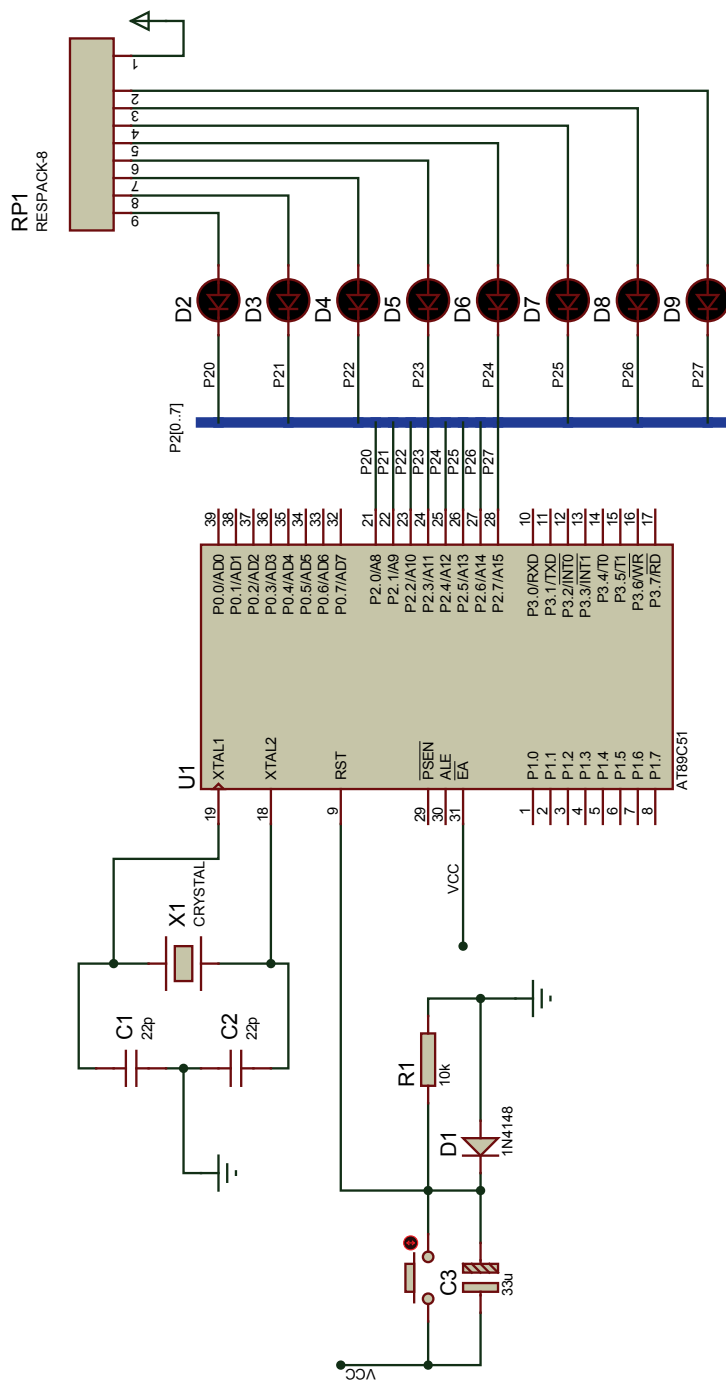 RP1
RESPACK-8
1
2
3
4
5
6
7
8
9
D2
D3
D4
D5
D6
D7
D8
D9
P20
P21
P22
P23
P24
P25
P26
P27
P2[0..7]
P20
P21
P22
P23
P24
P25
P26
P27
39
38
37
36
35
34
33
32
21
22
23
24
25
26
27
28
10
11
12
13
14
15
16
17
P0.0/AD0
P0.1/AD1
P0.2/AD2
P0.3/AD3
P0.4/AD4
P0.5/AD5
P0.6/AD6
P0.7/AD7
P2.0/A8
P2.1/A9
P2.2/A10
P2.3/A11
P2.4/A12
P2.5/A13
P2.6/A14
P2.7/A15
P3.0/RXD
P3.1/TXD
P3.2/INT0
P3.3/INT1
P3.4/T0
P3.5/T1
P3.6/WR
P3.7/RD
U1
XTAL1
XTAL2
RST
PSEN
ALE
EA
P1.0
P1.1
P1.2
P1.3
P1.4
P1.5
P1.6
P1.7
AT89C51
19
18
9
29
30
31
1
2
3
4
5
6
7
8
X1
CRYSTAL
VCC
C1
22p
C2
22p
R1
10k
D1
1N4148
C3
33u
VCC